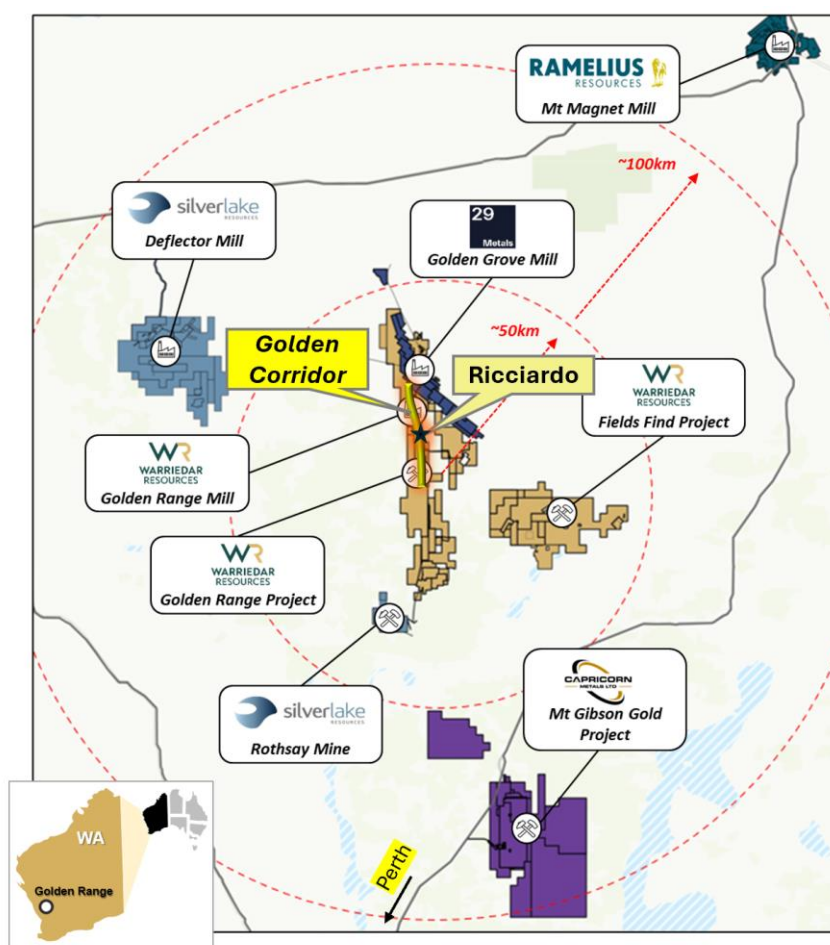 RAMELIUS
RESOURCES
Mt Magnet Mill
~100km
silverlake
RESOURCES
Deflector Mill
29
Metals
Golden Grove Mill
~50km
Golden
Corridor
Ricciardo
WR
WARRIEDAR
RESOURCES
Fields Find Project
WR
WARRIEDAR
RESOURCES
Golden Range Mill
WR
WARRIEDAR
RESOURCES
Golden Range Project
silverlake
RESOURCES
Rothsay Mine
CAPRICORN
METALS LTD
Mt Gibson Gold
Project
WA
Golden Range
Perth